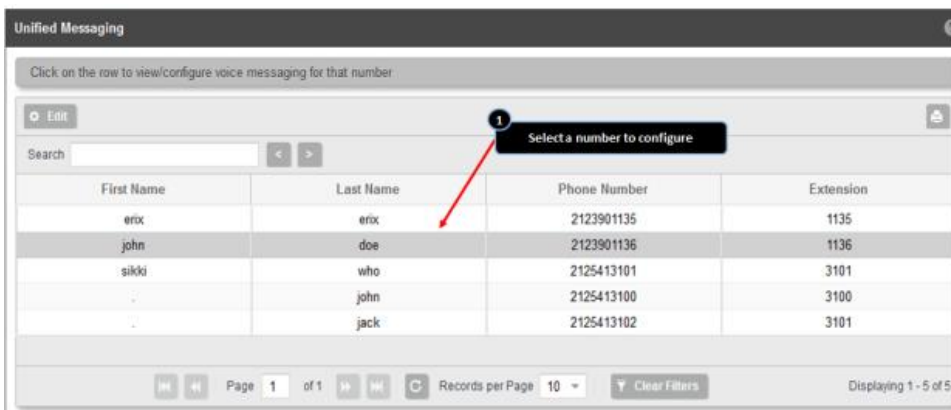 Unified Messaging
Click on the row to view/configure voice messaging for that number
Edit
1
Select a number to configure
Search < >
First Name Last Name Phone Number Extension
erix erix 2123901135 1135
john doe 2123901136 1136
sikki who 2125413101 3101
. john 2125413100 3100
. jack 2125413102 3101
Page 1 of 1 Records per Page 10 Clear Filters Displaying 1 - 5 of 5